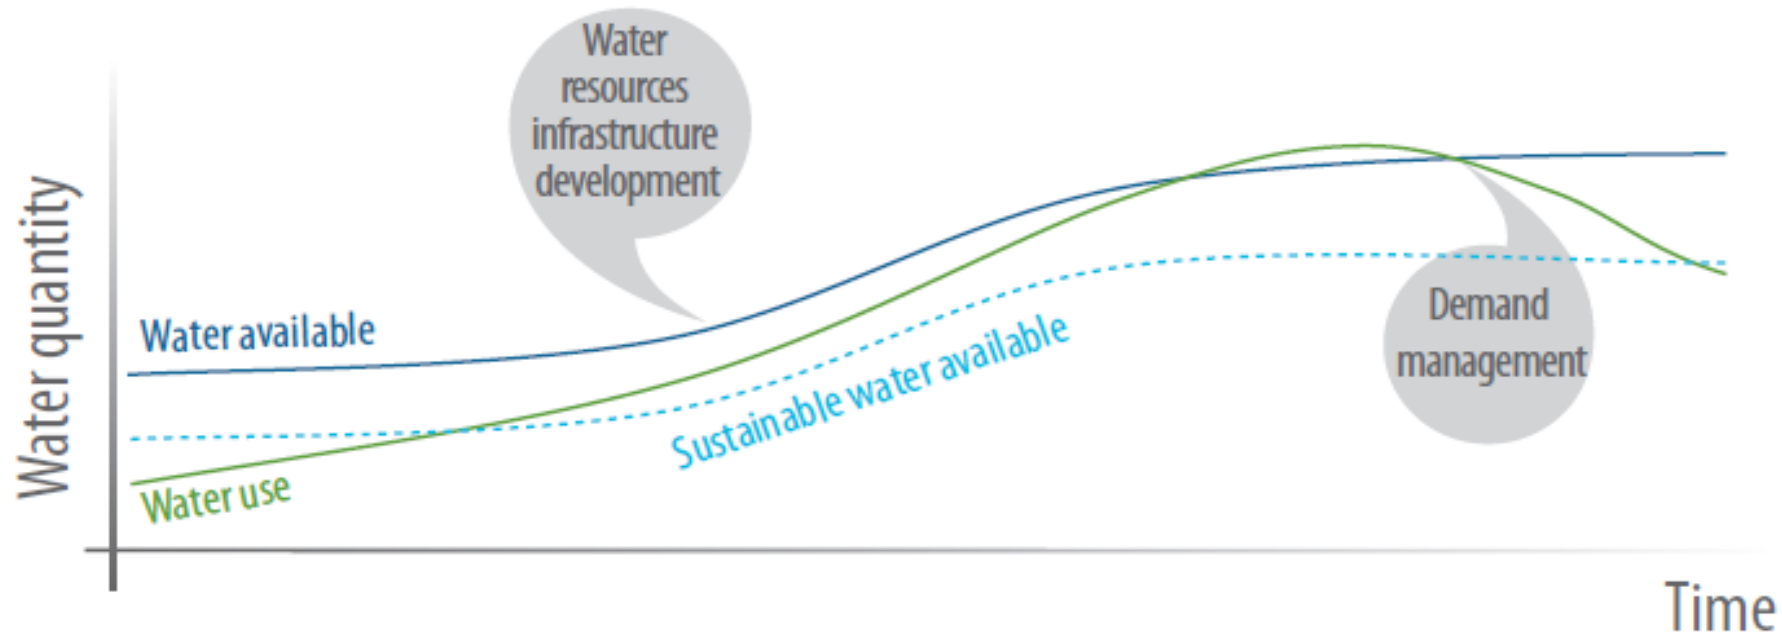 Water
resources
infrastructure
development
Water quantity
Water available
Sustainable water available
Demand
management
Water use
Time